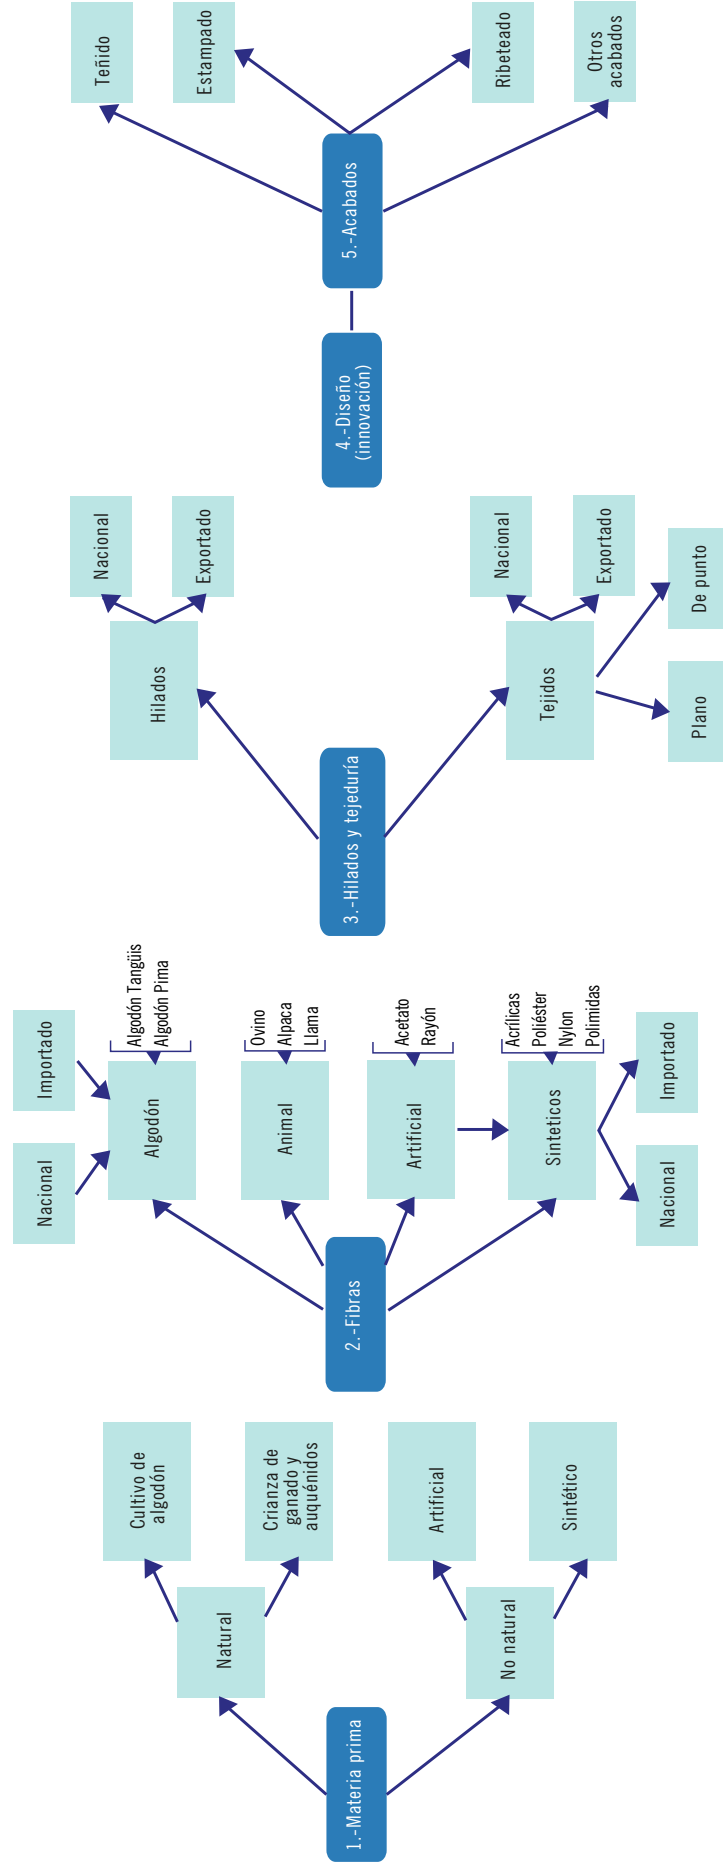 1.-Materia prima
Natural
Cultivo de
algodón
Crianza de
ganado y
auquénidos
No natural
Artificial
Sintético
2.-Fibras
Nacional
Importado
Algodón
Algodón Tangüis
Algodón Pima
Animal
Ovino
Alpaca
Llama
Artificial
Acetato
Rayón
Sinteticos
Acrílicas
Poliéster
Nylon
Polimidas
Nacional
Importado
3.-Hilados y tejeduría
Hilados
Nacional
Exportado
Tejidos
Nacional
Exportado
Plano
De punto
4.-Diseño
(innovación)
5.-Acabados
Teñido
Estampado
Ribeteado
Otros
acabados